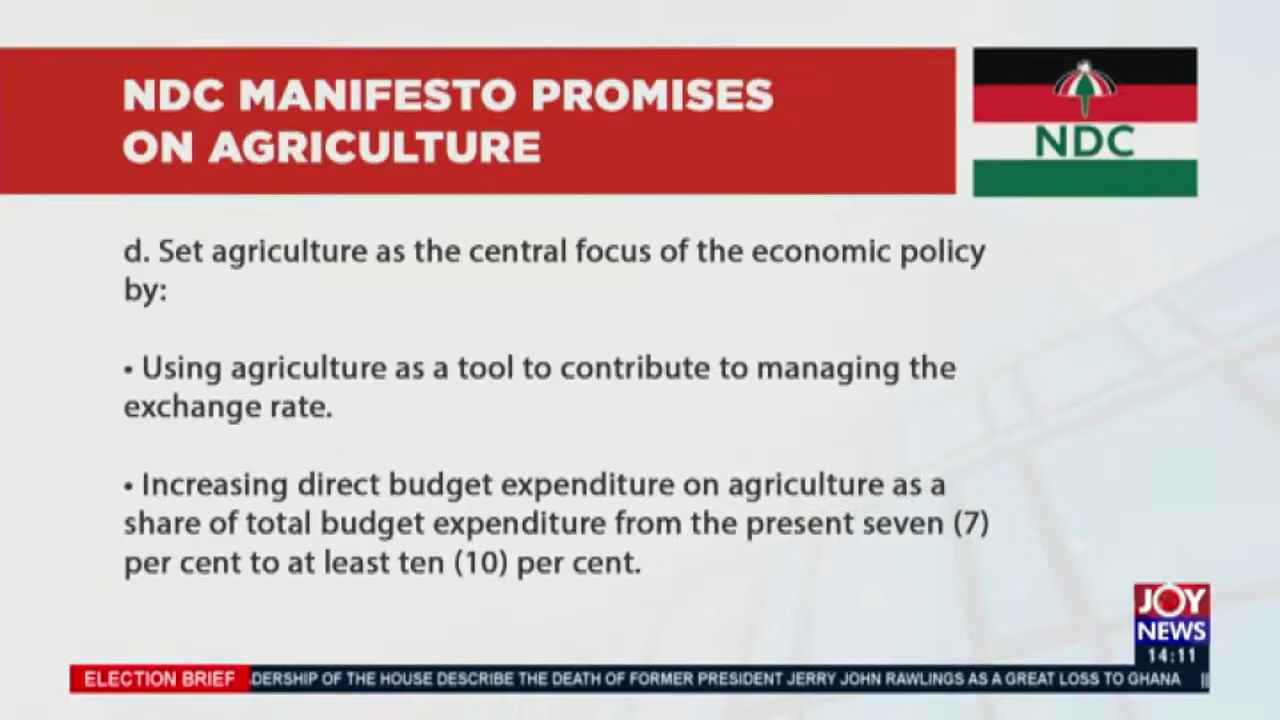 NDC MANIFESTO PROMISES
ON AGRICULTURE
NDC
d. Set agriculture as the central focus of the economic policy
by:
• Using agriculture as a tool to contribute to managing the
exchange rate.
• Increasing direct budget expenditure on agriculture as a
share of total budget expenditure from the present seven (7)
per cent to at least ten (10) per cent.
JOY
NEWS
14:11
ELECTION BRIEF DERSHIP OF THE HOUSE DESCRIBE THE DEATH OF FORMER PRESIDENT JERRY JOHN RAWLINGS AS A GREAT LOSS TO GHANA